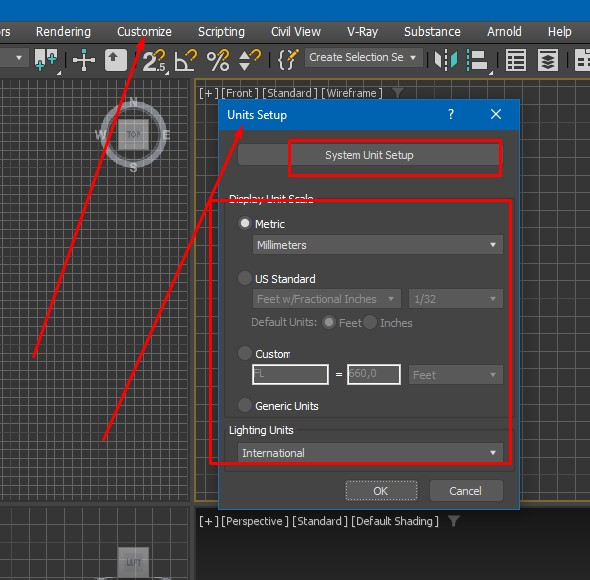 rs Rendering Customize Scripting Civil View V-Ray Substance Arnold Help
2.5 % Create Selection Se
[+] [Front] [Standard] [Wireframe]
N
W TOP E
S
Units Setup ? ×
System Unit Setup
Display Unit Scale
Metric
Millimeters
US Standard
Feet w/Fractional Inches 1/32
Default Units: Feet Inches
Custom
FL = 660,0 Feet
Generic Units
Lighting Units
International
OK Cancel
[+] [Perspective] [Standard] [Default Shading]
LEFT